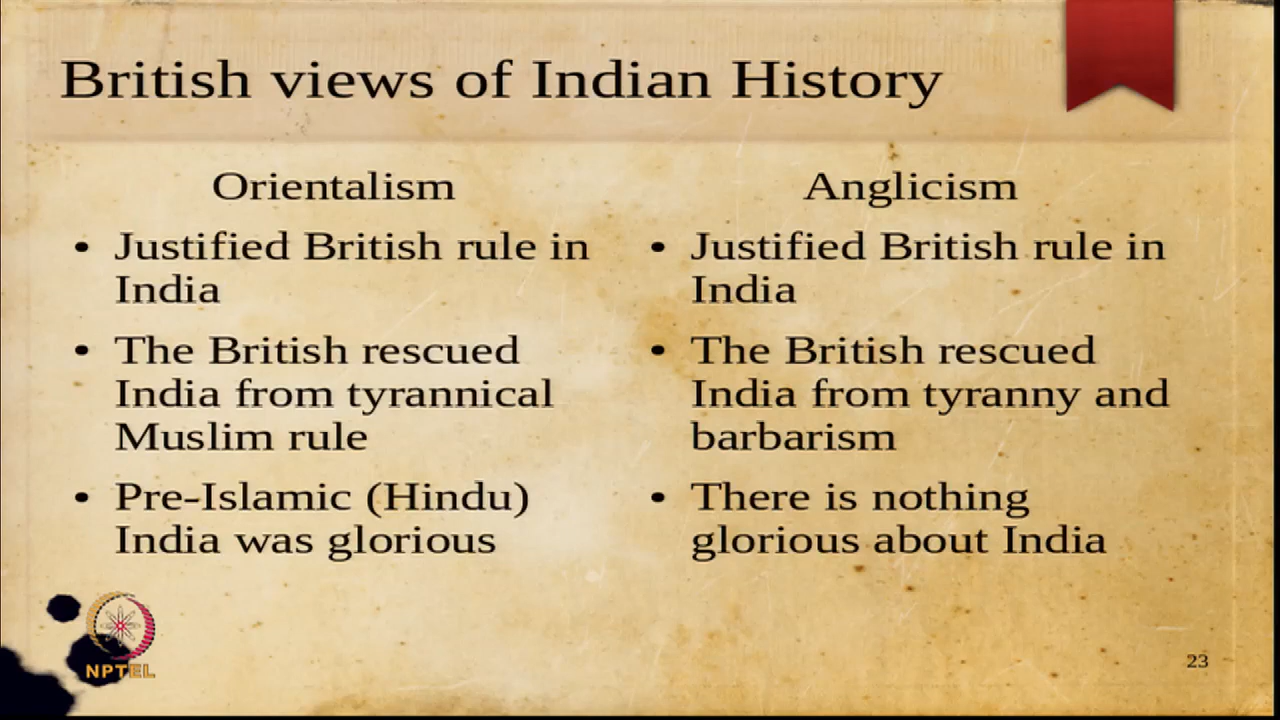 British views of Indian History
Orientalism
• Justified British rule in
India
• The British rescued
India from tyrannical
Muslim rule
• Pre-Islamic (Hindu)
India was glorious
Anglicism
• Justified British rule in
India
• The British rescued
India from tyranny and
barbarism
• There is nothing
glorious about India
NPTEL
23